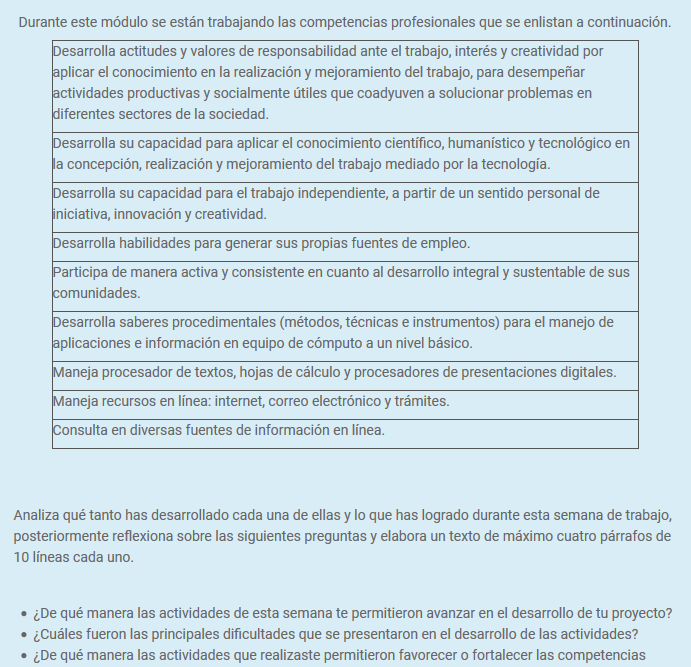 Durante este módulo se están trabajando las competencias profesionales que se enlistan a continuación.
Desarrolla actitudes y valores de responsabilidad ante el trabajo, interés y creatividad por
aplicar el conocimiento en la realización y mejoramiento del trabajo, para desempeñar
actividades productivas y socialmente útiles que coadyuven a solucionar problemas en
diferentes sectores de la sociedad.
Desarrolla su capacidad para aplicar el conocimiento científico, humanístico y tecnológico en
la concepción, realización y mejoramiento del trabajo mediado por la tecnología.
Desarrolla su capacidad para el trabajo independiente, a partir de un sentido personal de
iniciativa, innovación y creatividad.
Desarrolla habilidades para generar sus propias fuentes de empleo.
Participa de manera activa y consistente en cuanto al desarrollo integral y sustentable de sus
comunidades.
Desarrolla saberes procedimentales (métodos, técnicas e instrumentos) para el manejo de
aplicaciones e información en equipo de cómputo a un nivel básico.
Maneja procesador de textos, hojas de cálculo y procesadores de presentaciones digitales.
Maneja recursos en línea: internet, correo electrónico y trámites.
Consulta en diversas fuentes de información en línea.
Analiza qué tanto has desarrollado cada una de ellas y lo que has logrado durante esta semana de trabajo,
posteriormente reflexiona sobre las siguientes preguntas y elabora un texto de máximo cuatro párrafos de
10 líneas cada uno.
• ¿De qué manera las actividades de esta semana te permitieron avanzar en el desarrollo de tu proyecto?
• ¿Cuáles fueron las principales dificultades que se presentaron en el desarrollo de las actividades?
• ¿De qué manera las actividades que realizaste permitieron favorecer o fortalecer las competencias